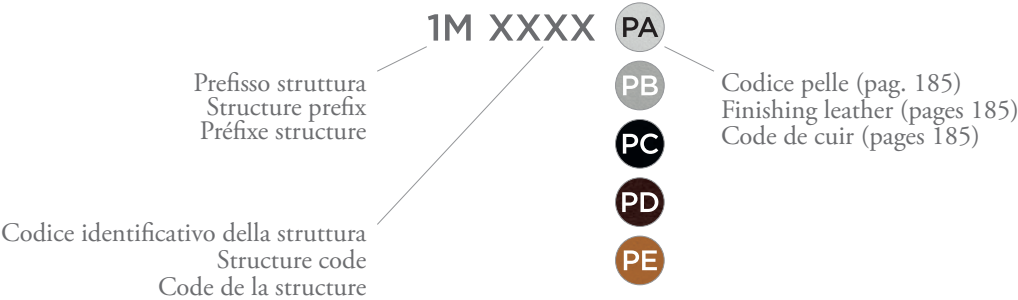 1M XXXX PA
Prefisso struttura
Structure prefix
Préfixe structure
Codice pelle (pag. 185)
Finishing leather (pages 185)
Code de cuir (pages 185)
PB
PC
PD
PE
Codice identificativo della struttura
Structure code
Code de la structure